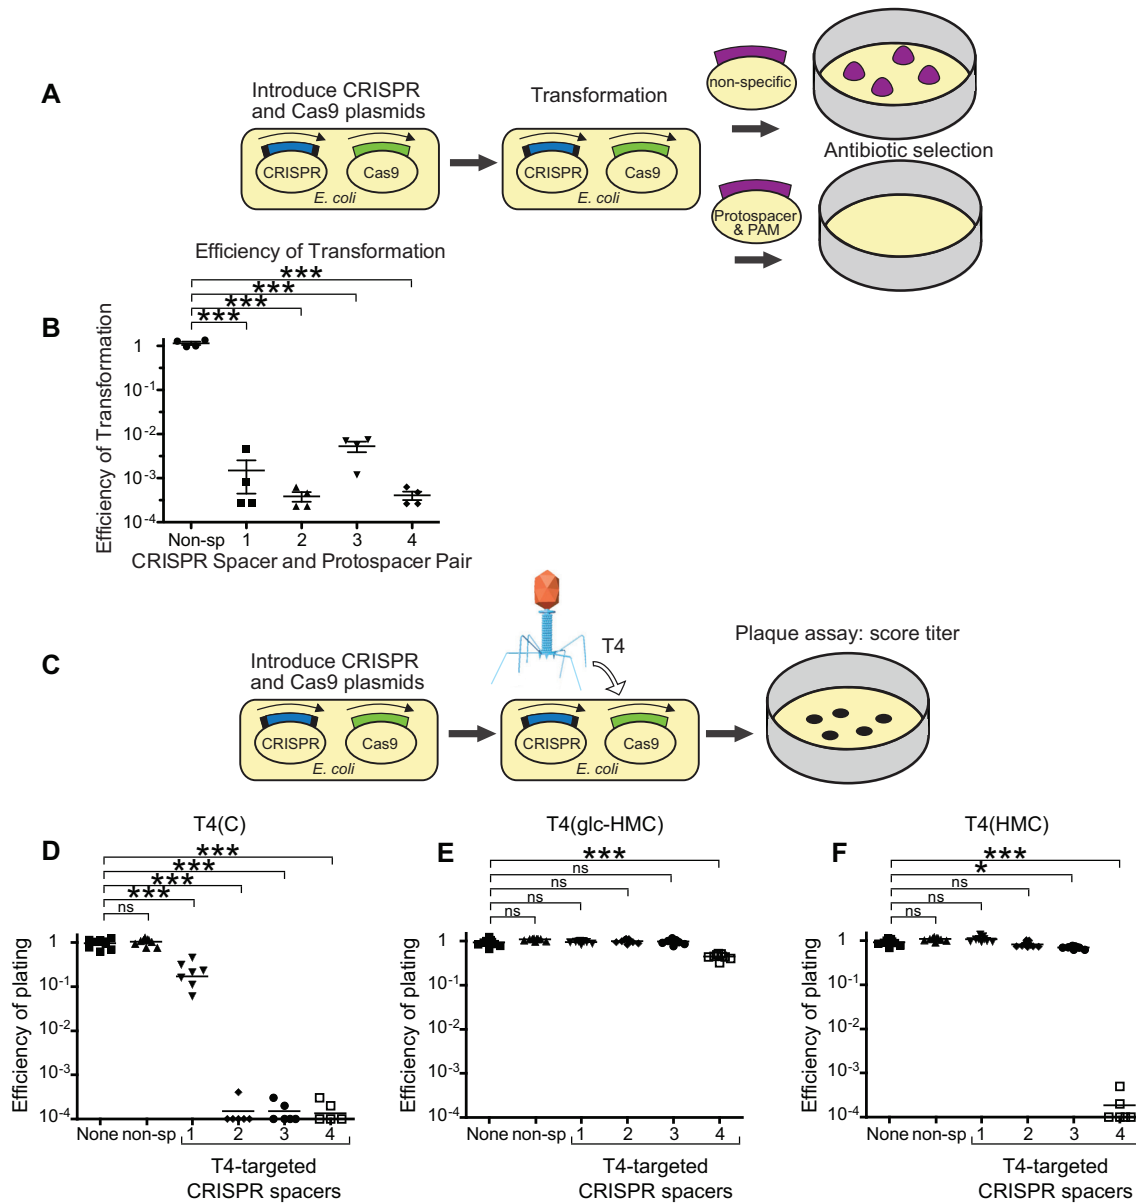 A
Introduce CRISPR
and Cas9 plasmids
CRISPR
Cas9
E. coli
Transformation
CRISPR
Cas9
E. coli
non-specific
Antibiotic selection
Protospacer
& PAM
B
Efficiency of Transformation
***
***
***
***
Efficiency of Transformation
1
10-1
10-2
10-3
10-4
Non-sp 1 2 3 4
CRISPR Spacer and Protospacer Pair
C
Introduce CRISPR
and Cas9 plasmids
CRISPR
Cas9
E. coli
T4
CRISPR
Cas9
E. coli
Plaque assay: score titer
D
T4(C)
***
***
***
***
ns
Efficiency of plating
1
10-1
10-2
10-3
10-4
None non-sp 1 2 3 4
T4-targeted
CRISPR spacers
E
T4(glc-HMC)
***
ns
ns
ns
ns
Efficiency of plating
1
10-1
10-2
10-3
10-4
None non-sp 1 2 3 4
T4-targeted
CRISPR spacers
F
T4(HMC)
***
*
ns
ns
ns
Efficiency of plating
1
10-1
10-2
10-3
10-4
None non-sp 1 2 3 4
T4-targeted
CRISPR spacers